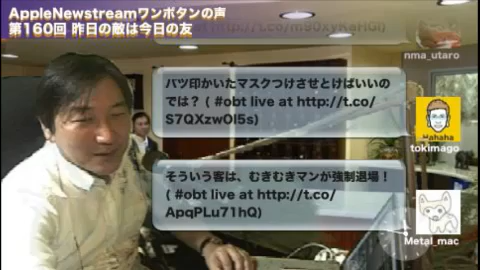 AppleNewstreamワンボタンの声
第160回 昨日の敵は今日の友
nma_utaro
バツ印かいたマスクつけさせとけばいいの
では？ ( #obt live at http://t.co/
S7QXzwOl5s)
Hahaha
tokimago
そういう客は、むきむきマンが強制退場！
( #obt live at http://t.co/
ApqPLu71hQ)
Metal_mac